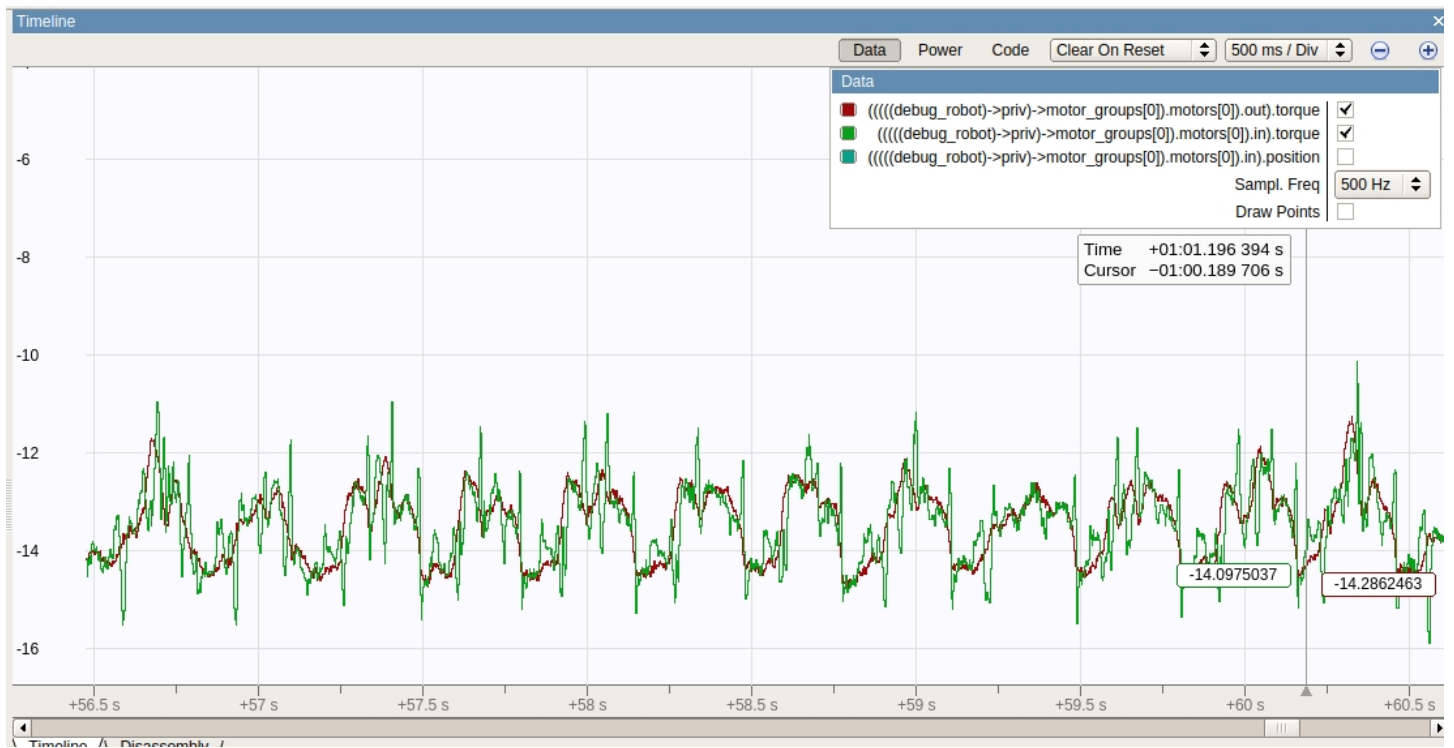 Timeline
Data Power Code Clear On Reset 500 ms / Div
Data
(((((debug_robot)->priv)->motor_groups[0]).motors[0]).out).torque
(((((debug_robot)->priv)->motor_groups[0]).motors[0]).in).torque
(((((debug_robot)->priv)->motor_groups[0]).motors[0]).in).position
Sampl. Freq 500 Hz
Draw Points
-6
Time +01:01.196 394 s
-8
Cursor −01:00.189 706 s
-10
-12
-14
-14.0975037
-14.2862463
-16
+56.5 s +57 s +57.5 s +58 s +58.5 s +59 s +59.5 s +60 s +60.5 s
Timeline Disassembly